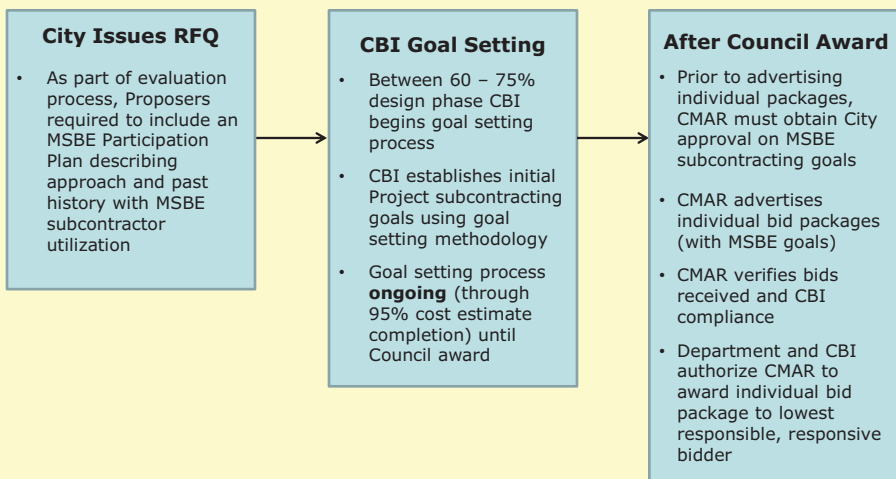 City Issues RFQ
• As part of evaluation
process, Proposers
required to include an
MSBE Participation
Plan describing
approach and past
history with MSBE
subcontractor
utilization
CBI Goal Setting
• Between 60 – 75%
design phase CBI
begins goal setting
process
• CBI establishes initial
Project subcontracting
goals using goal
setting methodology
• Goal setting process
ongoing (through
95% cost estimate
completion) until
Council award
After Council Award
• Prior to advertising
individual packages,
CMAR must obtain City
approval on MSBE
subcontracting goals
• CMAR advertises
individual bid packages
(with MSBE goals)
• CMAR verifies bids
received and CBI
compliance
• Department and CBI
authorize CMAR to
award individual bid
package to lowest
responsible, responsive
bidder